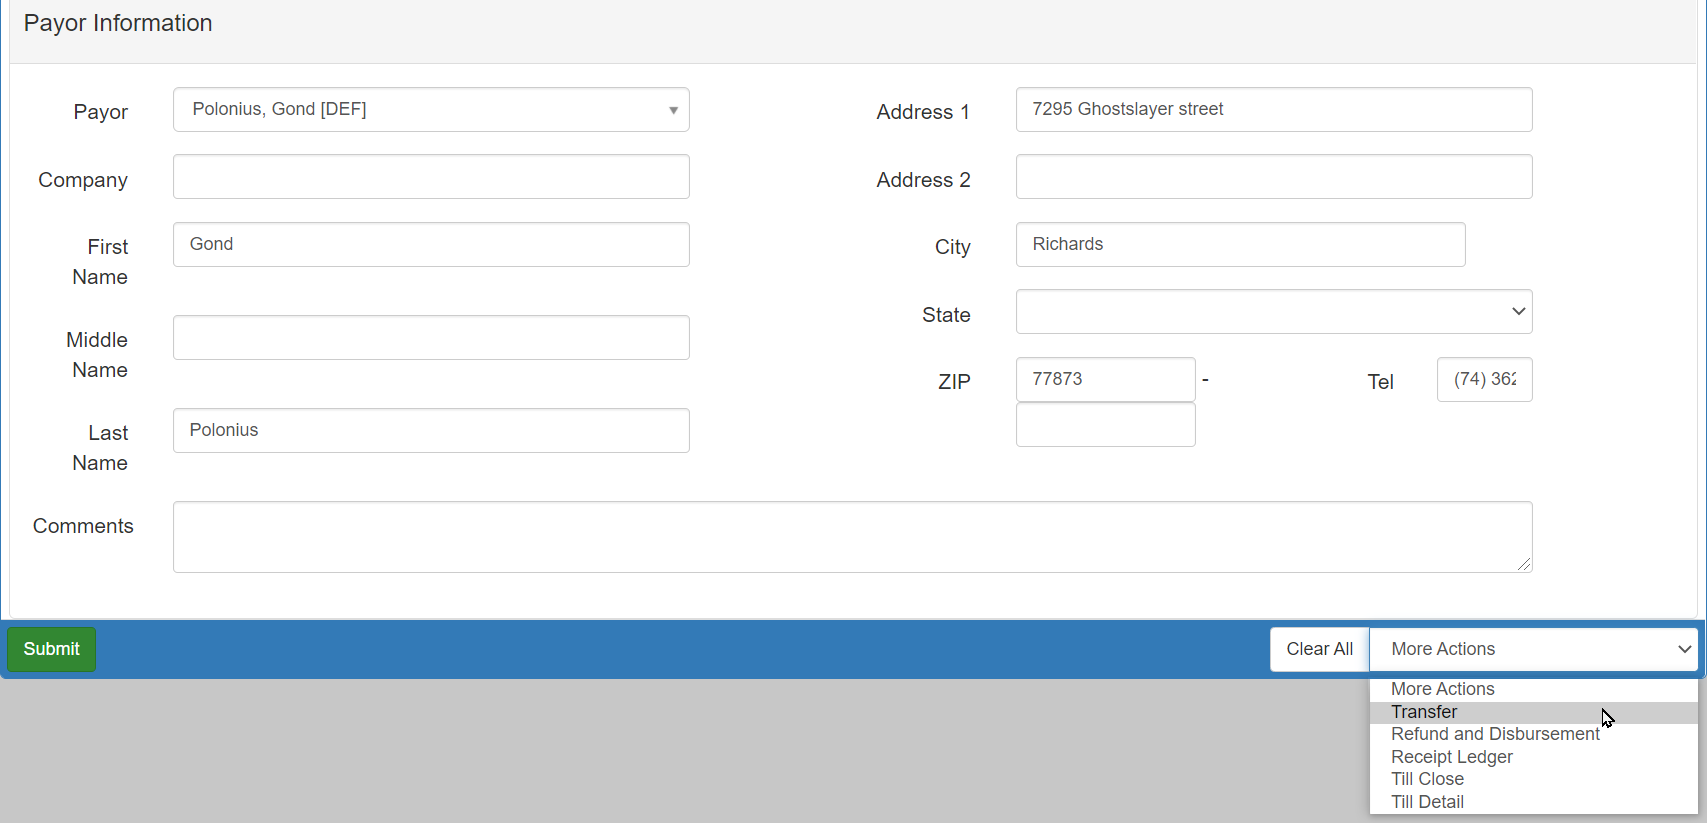 Payor Information
Payor
Polonius, Gond [DEF]
Company
First
Name
Gond
Middle
Name
Last
Name
Polonius
Address 1
7295 Ghostslayer street
Address 2
City
Richards
State
ZIP
77873
-
Tel
(74) 362
Comments
Submit
Clear All
More Actions
More Actions
Transfer
Refund and Disbursement
Receipt Ledger
Till Close
Till Detail